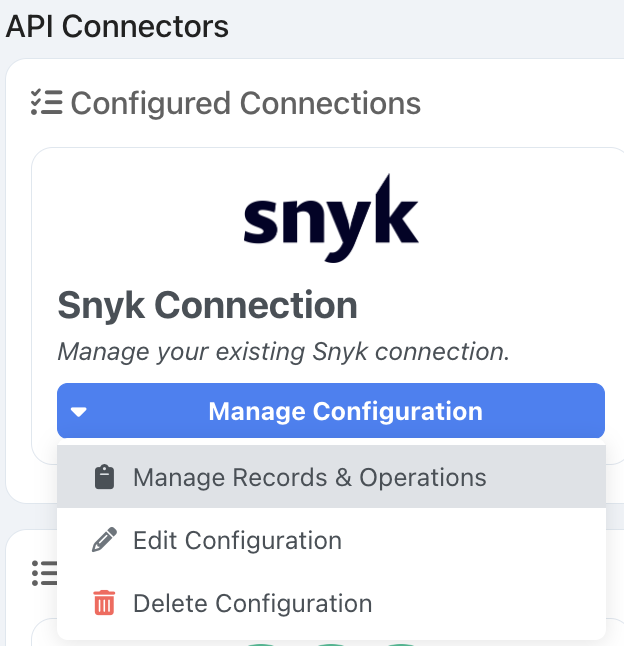 API Connectors
Configured Connections
snyk
Snyk Connection
Manage your existing Snyk connection.
Manage Configuration
Manage Records & Operations
Edit Configuration
Delete Configuration